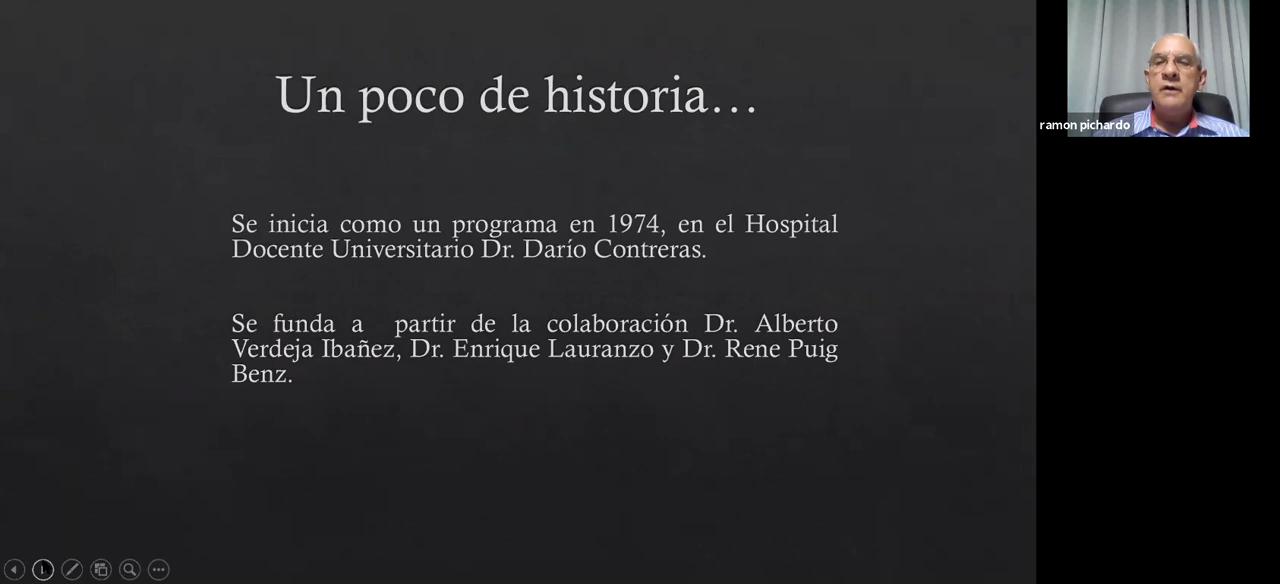 Un poco de historia...
Se inicia como un programa en 1974, en el Hospital
Docente Universitario Dr. Darío Contreras.
Se funda a partir de la colaboración Dr. Alberto
Verdeja Ibañez, Dr. Enrique Lauranzo y Dr. Rene Puig
Benz.
ramon pichardo